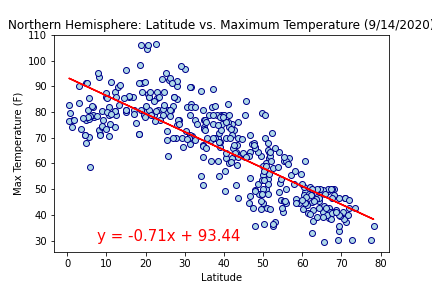 Northern Hemisphere: Latitude vs. Maximum Temperature (9/14/2020)
110
100
90
80
70
60
50
40
30
Max Temperature (F)
y = -0.71x + 93.44
0 10 20 30 40 50 60 70 80
Latitude